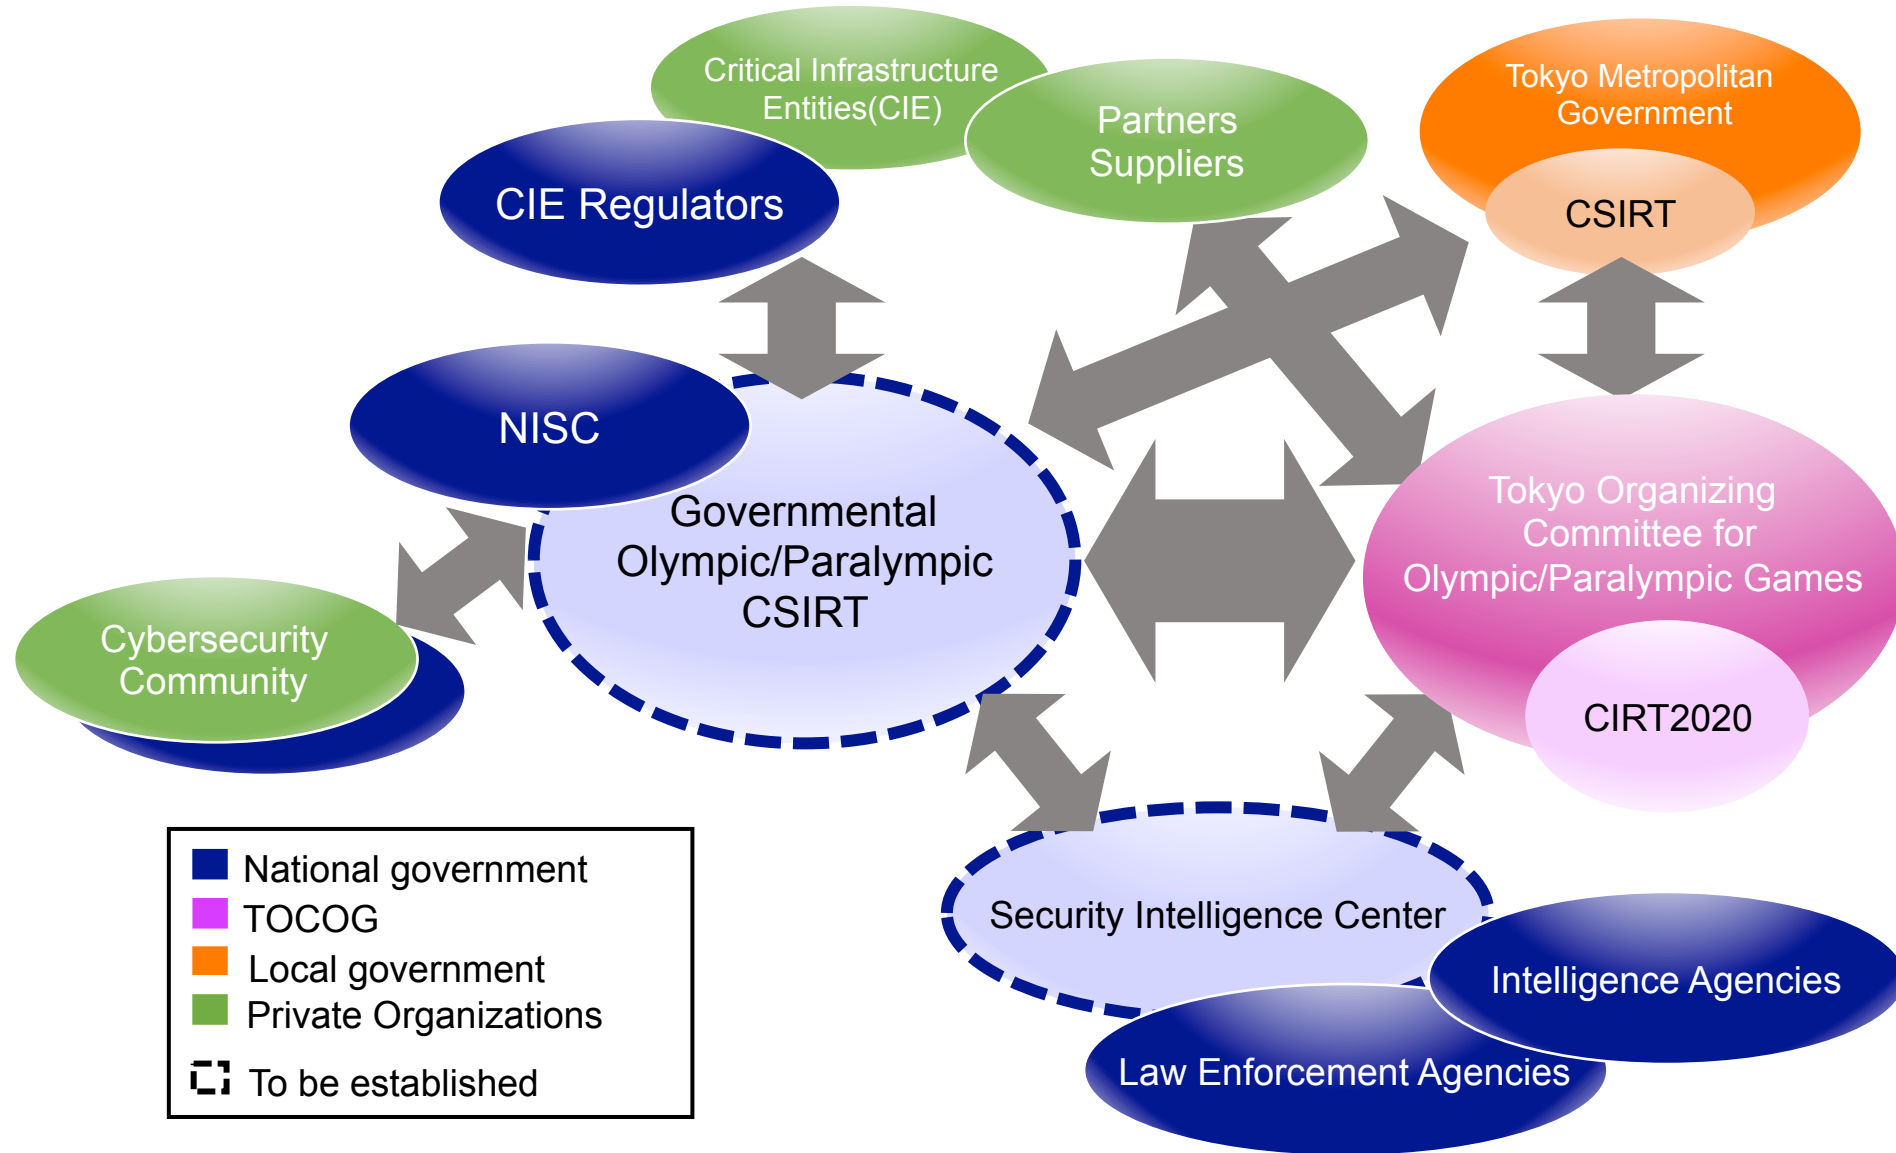 Critical Infrastructure
Entities(CIE)
Partners
Suppliers
Tokyo Metropolitan
Government
CSIRT
CIE Regulators
NISC
Governmental
Olympic/Paralympic
CSIRT
Tokyo Organizing
Committee for
Olympic/Paralympic Games
CIRT2020
Cybersecurity
Community
Security Intelligence Center
Intelligence Agencies
Law Enforcement Agencies
National government
TOCOG
Local government
Private Organizations
To be established